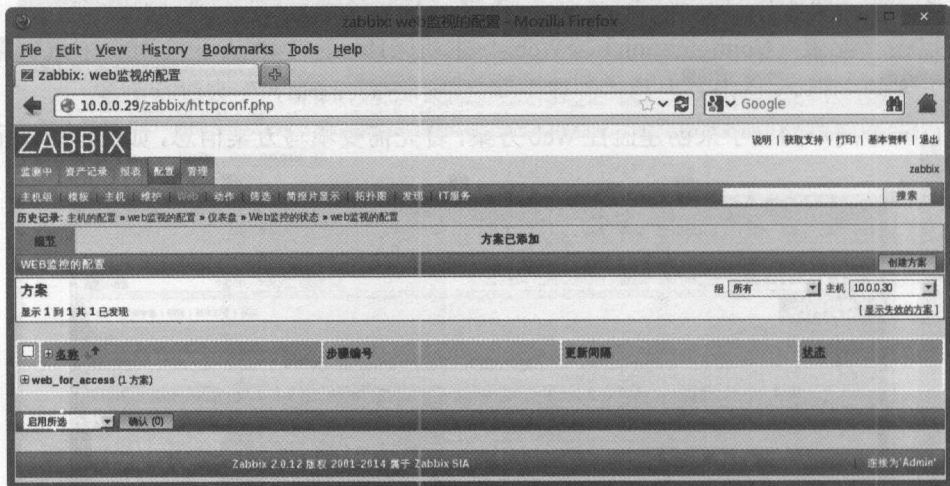 zabbix: web监视的配置 - Mozilla Firefox
File Edit View History Bookmarks Tools Help
zabbix: web监视的配置
10.0.0.29/zabbix/httpconf.php
Google
ZABBIX
说明 | 获取支持 | 打印 | 基本资料 | 退出
监测中 资产记录 报表 配置 管理
zabbix
主机组 | 模板 | 主机 | 维护 | Web | 动作 | 筛选 | 简报片显示 | 拓扑图 | 发现 | IT服务
搜索
历史记录: 主机的配置 » web监视的配置 » 仪表盘 » Web监控的状态 » web监视的配置
细节
方案已添加
WEB监控的配置
创建方案
方案
组 所有 主机 10.0.0.30
显示 1 到 1 其 1 已发现
[显示失效的方案]
名称 步骤编号 更新间隔 状态
web_for_access (1 方案)
启用所选 确认 (0)
Zabbix 2.0.12 版权 2001-2014 属于 Zabbix SIA
连接为'Admin'